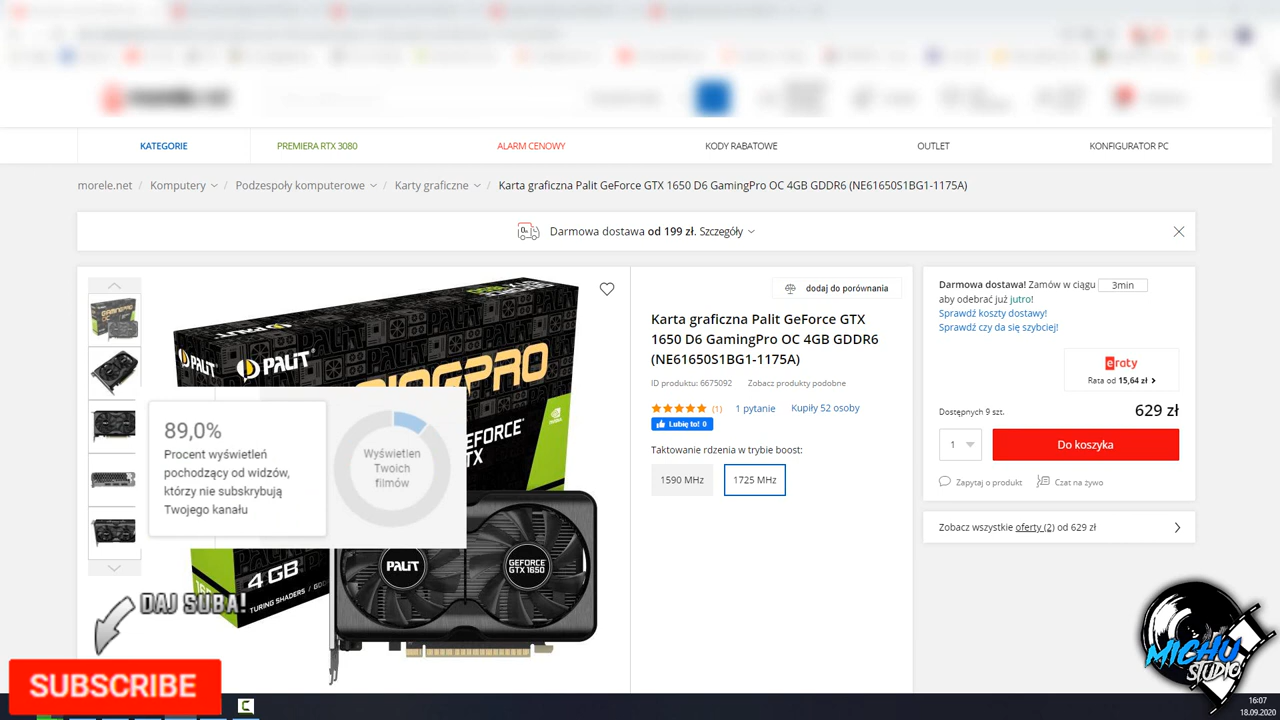 morele.net
KATEGORIE
PREMIERA RTX 3080
ALARM CENOWY
KODY RABATOWE
OUTLET
KONFIGURATOR PC
morele.net / Komputery / Podzespoły komputerowe / Karty graficzne / Karta graficzna Palit GeForce GTX 1650 D6 GamingPro OC 4GB GDDR6 (NE61650S1BG1-1175A)
Darmowa dostawa od 199 zł. Szczegóły
PALIT
PALIT
GEFORCE
4 GB
TURING SHADERS
PALIT
GEFORCE
GTX 1650
89,0%
Procent wyświetleń
pochodzący od widzów,
którzy nie subskrybują
Twojego kanału
Wyświetleń
Twoich
filmów
DAJ SUBA!
SUBSCRIBE
dodaj do porównania
Karta graficzna Palit GeForce GTX
1650 D6 GamingPro OC 4GB GDDR6
(NE61650S1BG1-1175A)
ID produktu: 6675092 Zobacz produkty podobne
(1) 1 pytanie Kupiły 52 osoby
Lubię to! 0
Taktowanie rdzenia w trybie boost:
1590 MHz
1725 MHz
Darmowa dostawa! Zamów w ciągu 3min
aby odebrać już jutro!
Sprawdź koszty dostawy!
Sprawdź czy da się szybciej!
eraty
Rata od 15,64 zł
Dostępnych 9 szt. 629 zł
1
Do koszyka
Zapytaj o produkt
Czat na żywo
Zobacz wszystkie oferty (2) od 629 zł
MICHU
STUDIO
16:07
18.09.2020